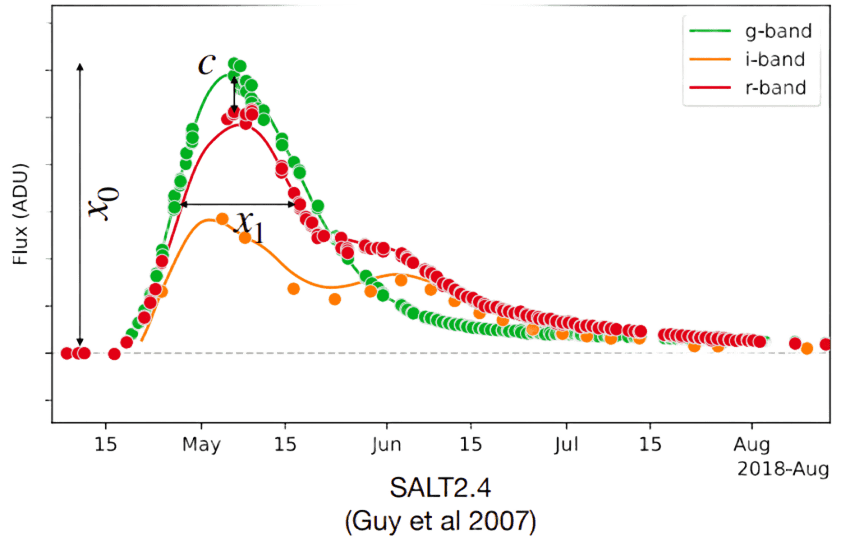 g-band
i-band
r-band
c
x0
x1
Flux (ADU)
15 May 15 Jun 15 Jul 15 Aug
2018-Aug
SALT2.4
(Guy et al 2007)